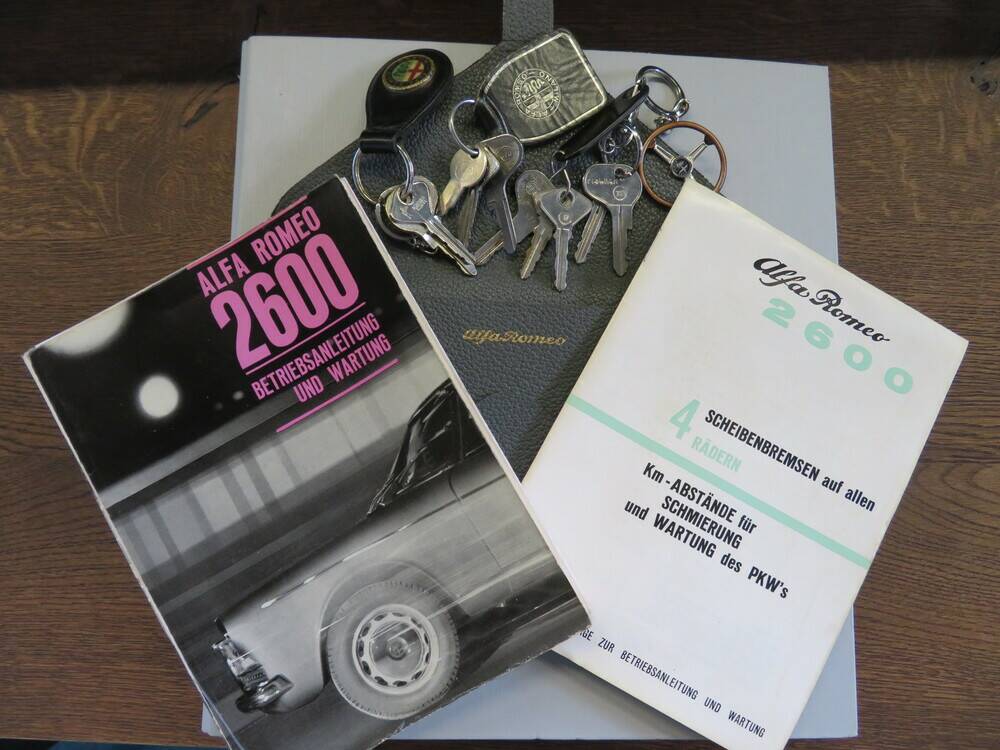 ALFA ROMEO
2600
BETRIEBSANLEITUNG
UND WARTUNG
Alfa Romeo
Alfa Romeo
2600
4 SCHEIBENBREMSEN auf allen
RÄDERN
Km-ABSTÄNDE für
SCHMIERUNG
und WARTUNG des PKW's
ZUR BETRIEBSANLEITUNG UND WARTUNG